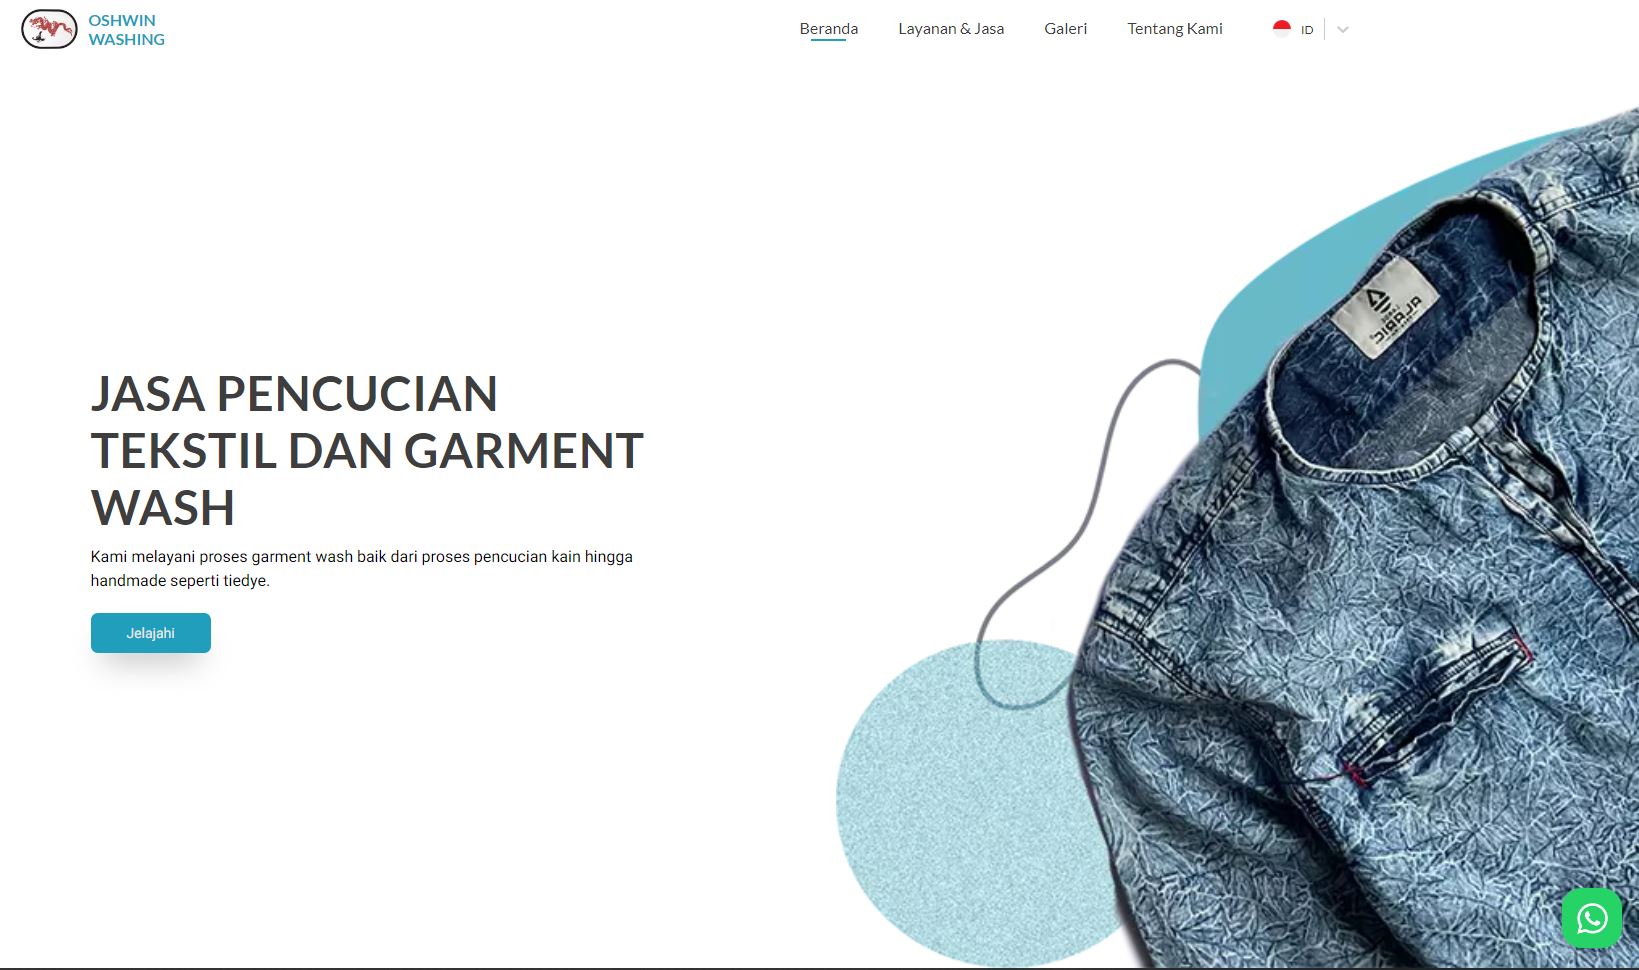 OSHWIN
WASHING
Beranda
Layanan & Jasa
Galeri
Tentang Kami
ID
JASA PENCUCIAN
TEKSTIL DAN GARMENT
WASH
Kami melayani proses garment wash baik dari proses pencucian kain hingga
handmade seperti tiedye.
Jelajahi